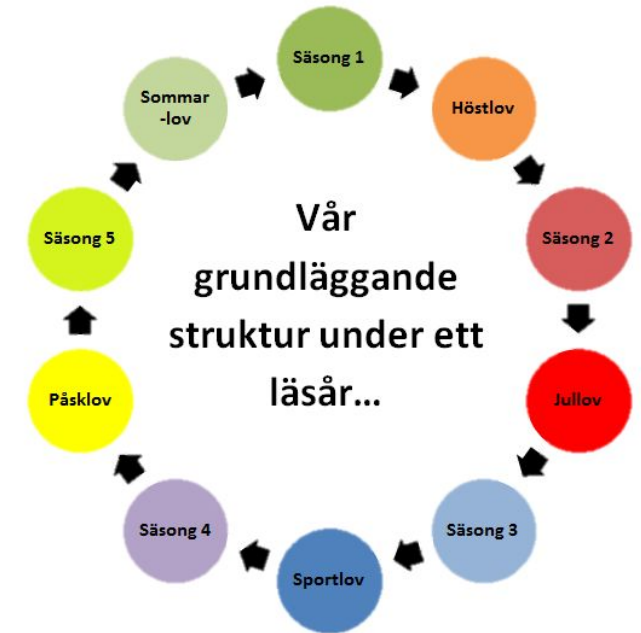 Säsong 1
Höstlov
Säsong 2
Jullov
Säsong 3
Sportlov
Säsong 4
Påsklov
Säsong 5
Sommar
-lov
Vår
grundläggande
struktur under ett
läsår...